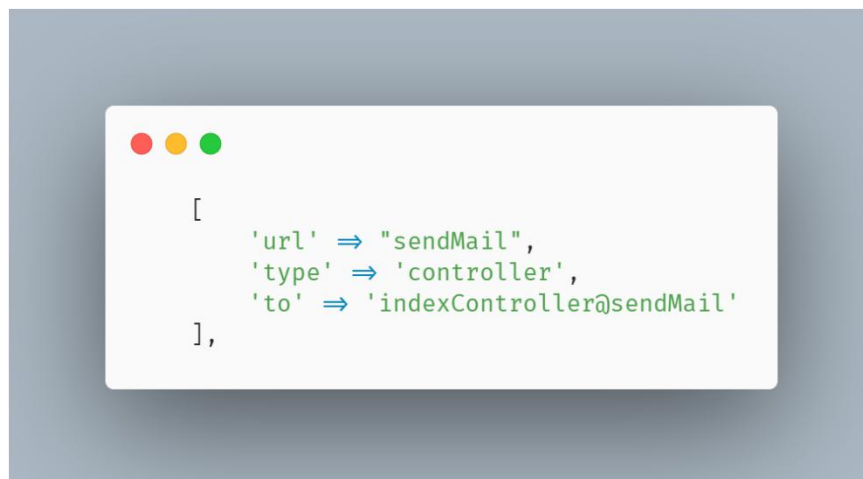 [
'url' => "sendMail",
'type' => 'controller',
'to' => 'indexController@sendMail'
],